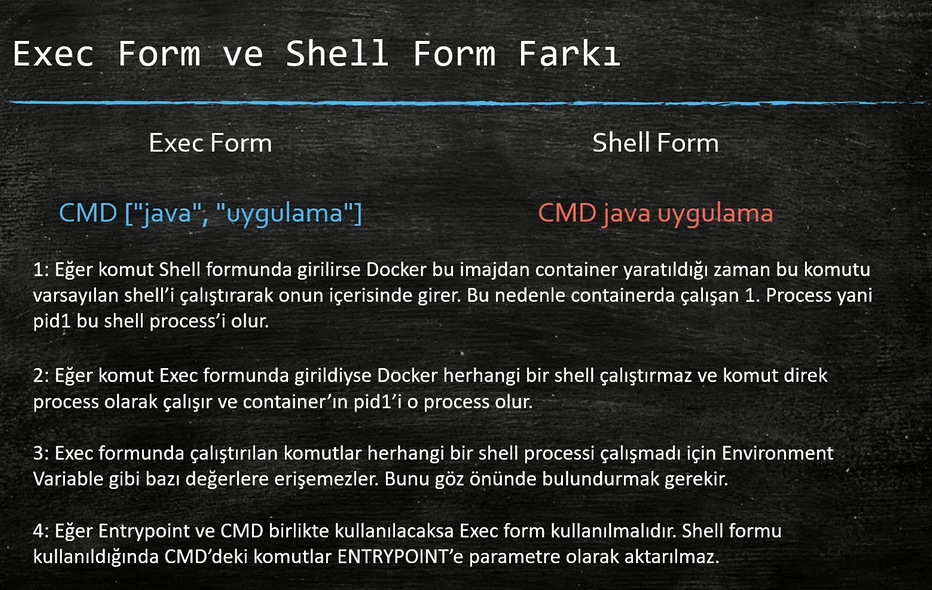 Exec Form ve Shell Form Farkı
Exec Form
Shell Form
CMD ["java", "uygulama"]
CMD java uygulama
1: Eğer komut Shell formunda girilirse Docker bu imajdan container yaratıldığı zaman bu komutu
varsayılan shell’i çalıştırarak onun içerisinde girer. Bu nedenle containerda çalışan 1. Process yani
pid1 bu shell process’i olur.
2: Eğer komut Exec formunda girildiyse Docker herhangi bir shell çalıştırmaz ve komut direk
process olarak çalışır ve container’ın pid1’i o process olur.
3: Exec formunda çalıştırılan komutlar herhangi bir shell processi çalışmadı için Environment
Variable gibi bazı değerlere erişemezler. Bunu göz önünde bulundurmak gerekir.
4: Eğer Entrypoint ve CMD birlikte kullanılacaksa Exec form kullanılmalıdır. Shell formu
kullanıldığında CMD’deki komutlar ENTRYPOINT’e parametre olarak aktarılmaz.